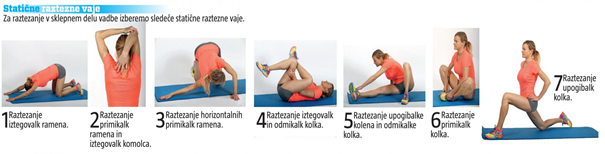 Statične raztezne vaje
Za raztezanje v sklepnem delu vadbe izberemo sledeče statične raztezne vaje.
1 Raztezanje
iztegovalk ramena.
2 Raztezanje
primikalk
ramena in
iztegovalk komolca.
3 Raztezanje horizontalnih
primikalk ramena.
4 Raztezanje iztegovalk
in odmikalk kolka.
5 Raztezanje upogibalke
kolena in odmikalke
kolka.
6 Raztezanje
primikalk
kolka.
7 Raztezanje
upogibalk
kolka.